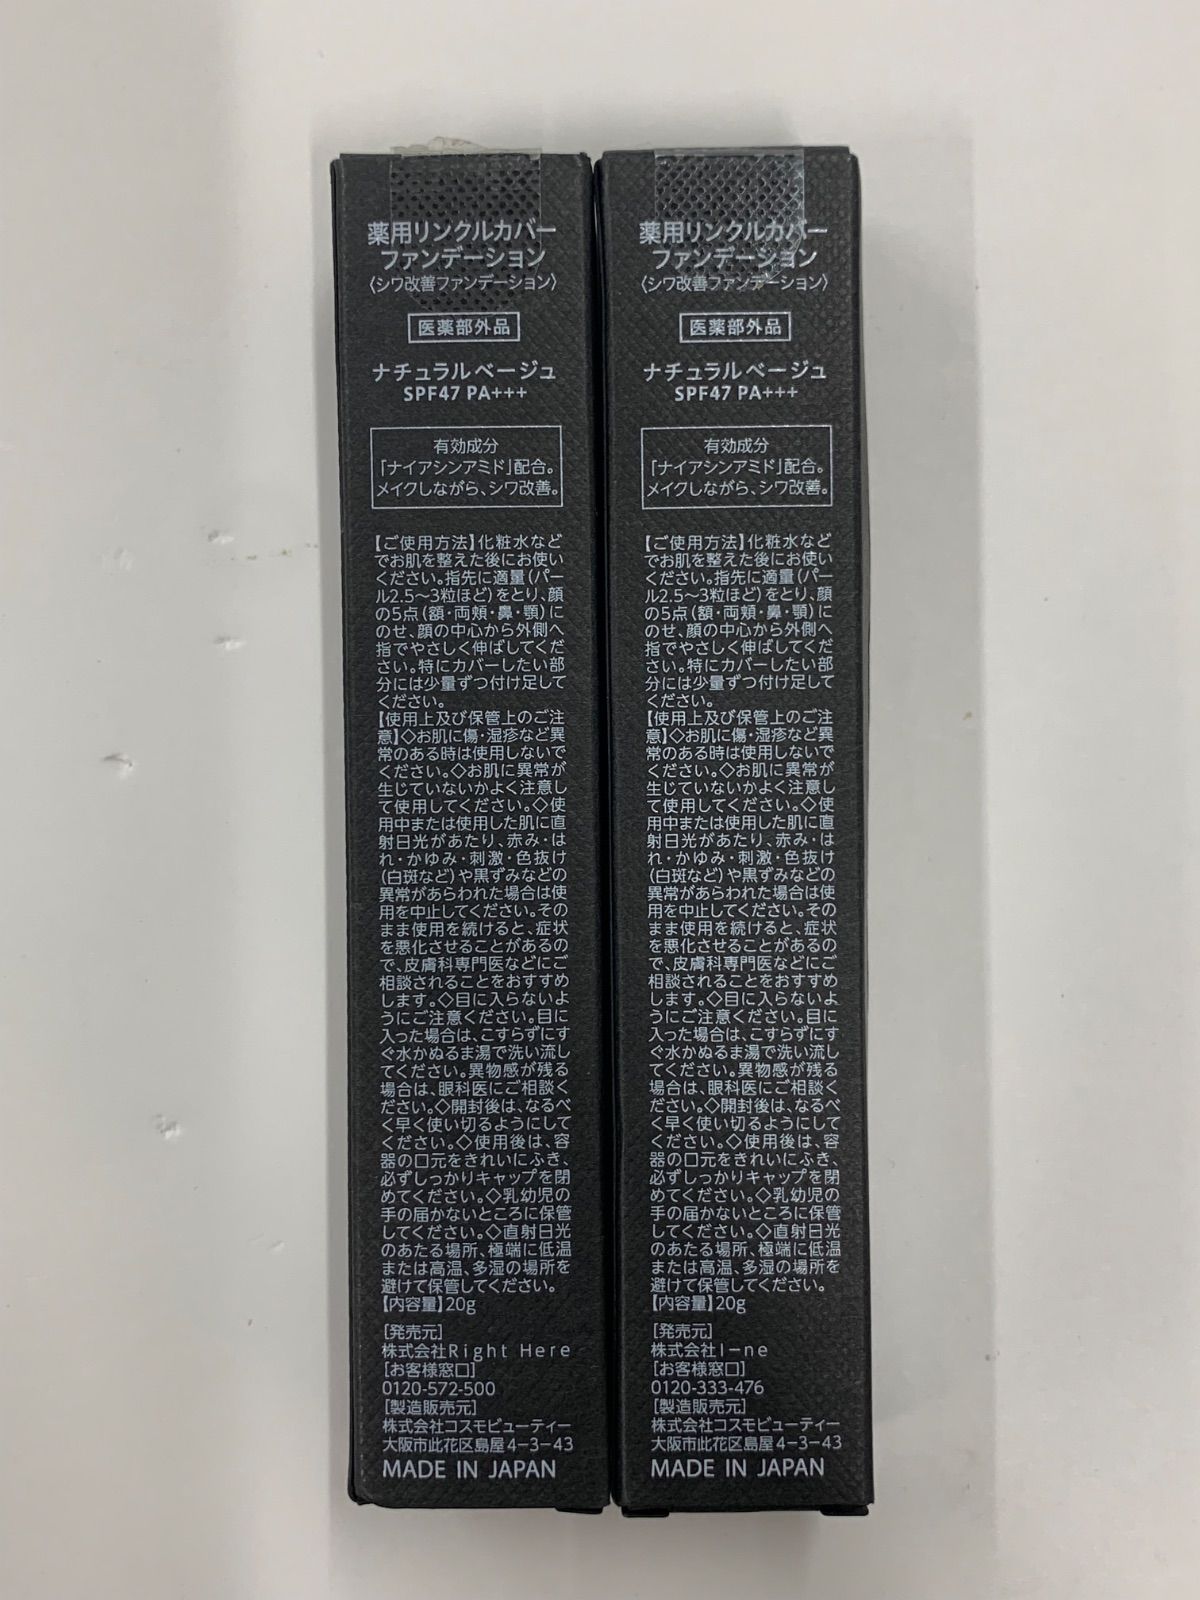 薬用リンクルカバー
ファンデーション
〈シワ改善ファンデーション〉
医薬部外品
ナチュラルベージュ
SPF47 PA+++
有効成分
「ナイアシンアミド」配合。
メイクしながら、シワ改善。
【ご使用方法】化粧水など
でお肌を整えた後にお使い
ください。指先に適量(パー
ル2.5〜3粒ほど)をとり、顔
の5点(額・両頬・鼻・顎)に
のせ、顔の中心から外側へ
指でやさしく伸ばしてくだ
さい。特にカバーしたい部
分には少量ずつ付け足して
ください。
【使用上及び保管上のご注
意】◇お肌に傷・湿疹など異
常のある時は使用しないで
ください。◇お肌に異常が
生じていないかよく注意し
て使用してください。◇使
用中または使用した肌に直
射日光があたり、赤み・は
れ・かゆみ・刺激・色抜け
(白斑など)や黒ずみなどの
異常があらわれた場合は使
用を中止してください。その
まま使用を続けると、症状
を悪化させることがあるの
で、皮膚科専門医などにご
相談されることをおすすめ
します。◇目に入らないよ
うにご注意ください。目に
入った場合は、こすらずにす
ぐ水かぬるま湯で洗い流し
てください。異物感が残る
場合は、眼科医にご相談く
ださい。◇開封後は、なるべ
く早く使い切るようにして
ください。◇使用後は、容
器の口元をきれいにふき、
必ずしっかりキャップを閉
めてください。◇乳幼児の
手の届かないところに保管
してください。◇直射日光
のあたる場所、極端に低温
または高温、多湿の場所を
避けて保管してください。
【内容量】20g
[発売元]
株式会社Right Here
[お客様窓口]
0120-572-500
[製造販売元]
株式会社コスモビューティー
大阪市此花区島屋4-3-43
MADE IN JAPAN
薬用リンクルカバー
ファンデーション
〈シワ改善ファンデーション〉
医薬部外品
ナチュラルベージュ
SPF47 PA+++
有効成分
「ナイアシンアミド」配合。
メイクしながら、シワ改善。
【ご使用方法】化粧水など
でお肌を整えた後にお使い
ください。指先に適量(パー
ル2.5〜3粒ほど)をとり、顔
の5点(額・両頬・鼻・顎)に
のせ、顔の中心から外側へ
指でやさしく伸ばしてくだ
さい。特にカバーしたい部
分には少量ずつ付け足して
ください。
【使用上及び保管上のご注
意】◇お肌に傷・湿疹など異
常のある時は使用しないで
ください。◇お肌に異常が
生じていないかよく注意し
て使用してください。◇使
用中または使用した肌に直
射日光があたり、赤み・は
れ・かゆみ・刺激・色抜け
(白斑など)や黒ずみなどの
異常があらわれた場合は使
用を中止してください。その
まま使用を続けると、症状
を悪化させることがあるの
で、皮膚科専門医などにご
相談されることをおすすめ
します。◇目に入らないよ
うにご注意ください。目に
入った場合は、こすらずにす
ぐ水かぬるま湯で洗い流し
てください。異物感が残る
場合は、眼科医にご相談く
ださい。◇開封後は、なるべ
く早く使い切るようにして
ください。◇使用後は、容
器の口元をきれいにふき、
必ずしっかりキャップを閉
めてください。◇乳幼児の
手の届かないところに保管
してください。◇直射日光
のあたる場所、極端に低温
または高温、多湿の場所を
避けて保管してください。
【内容量】20g
[発売元]
株式会社I-ne
[お客様窓口]
0120-333-476
[製造販売元]
株式会社コスモビューティー
大阪市此花区島屋4-3-43
MADE IN JAPAN